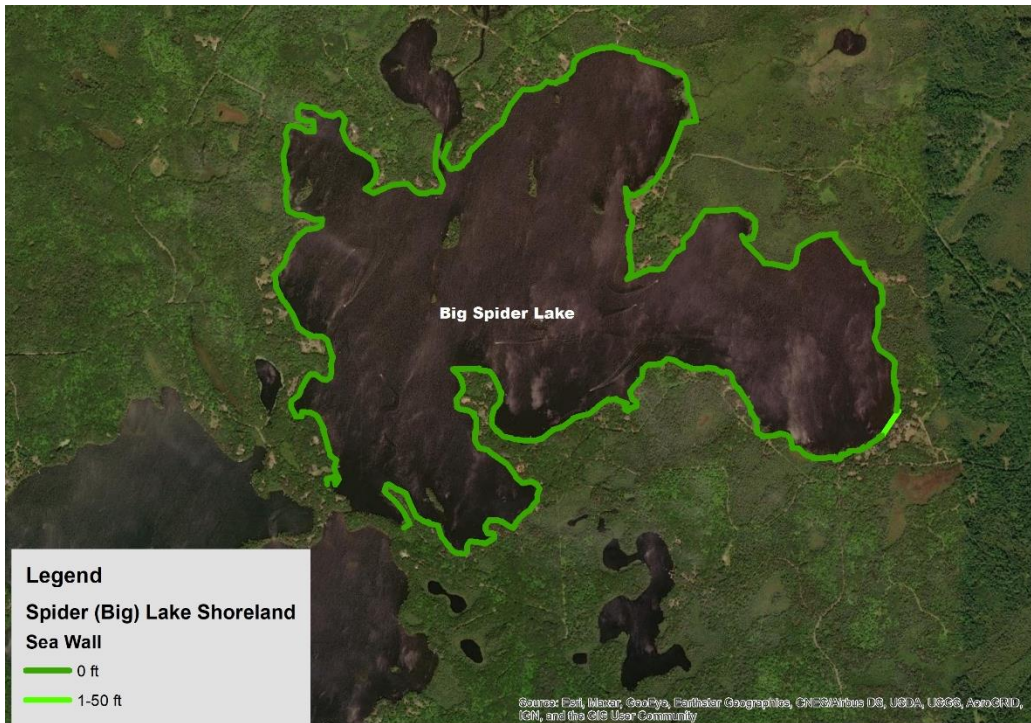 Big Spider Lake
Legend
Spider (Big) Lake Shoreland
Sea Wall
0 ft
1-50 ft
Source: Esri, Maxar, GeoEye, Earthstar Geographics, CNES/Airbus DS, USDA, USGS, AeroGRID,
IGN, and the GIS User Community